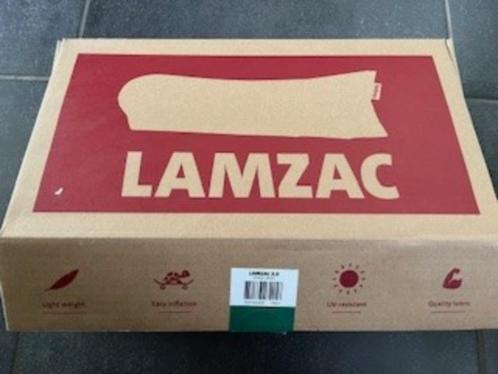 LAMZAC
LAMZAC 3.0
Light weight
Easy inflation
UV-resistant
Quality fabric